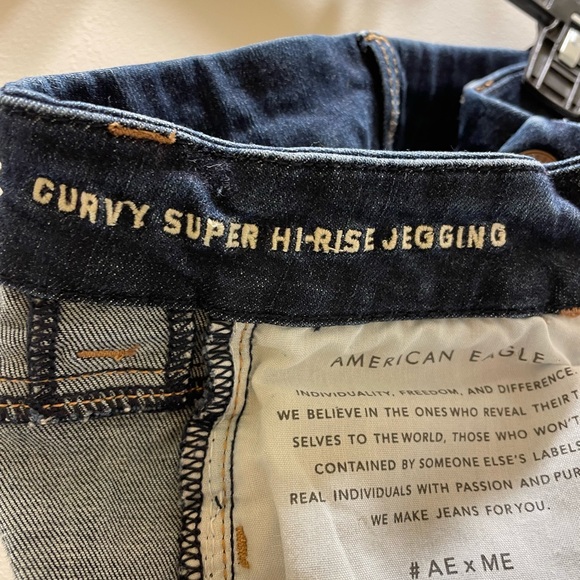 CURVY SUPER HI-RISE JEGGING
AMERICAN EAGLE
INDIVIDUALITY, FREEDOM, AND DIFFERENCE.
WE BELIEVE IN THE ONES WHO REVEAL THEIR T
SELVES TO THE WORLD, THOSE WHO WON'T
CONTAINED BY SOMEONE ELSE'S LABELS
REAL INDIVIDUALS WITH PASSION AND PUR
WE MAKE JEANS FOR YOU.
# AE x ME